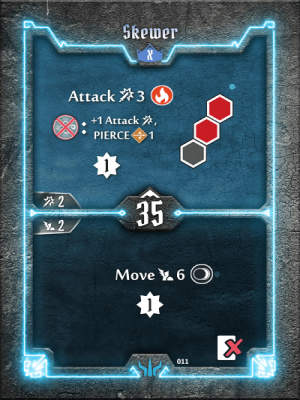 Skewer
X
Attack 3
+1 Attack,
PIERCE 1
1
2
35
2
Move 6
1
011